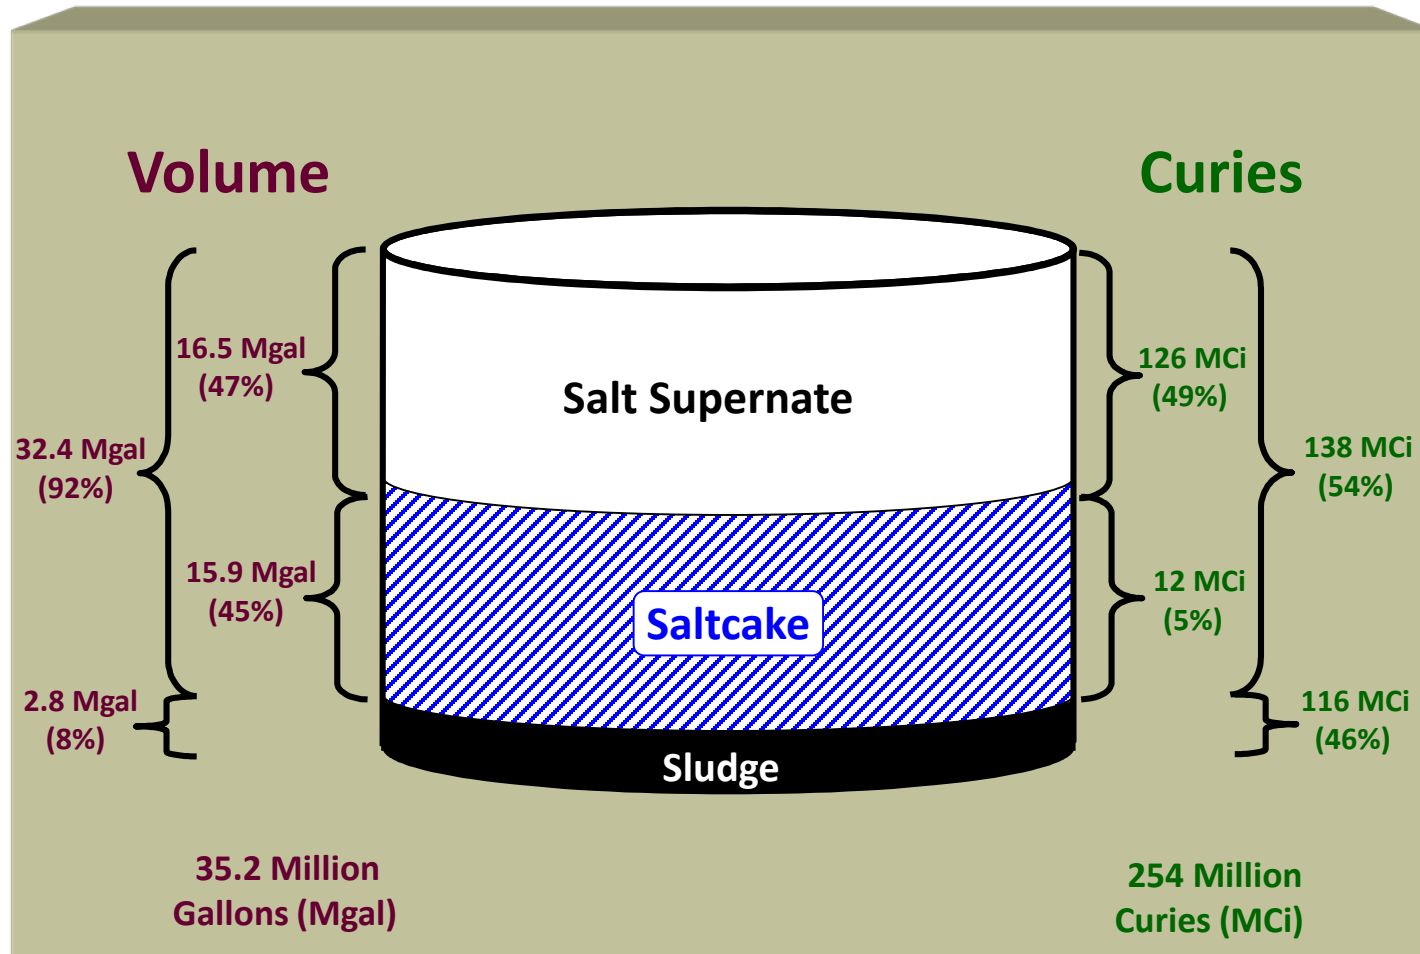 Volume
Curies
16.5 Mgal
(47%)
126 MCi
(49%)
Salt Supernate
32.4 Mgal
(92%)
138 MCi
(54%)
15.9 Mgal
(45%)
12 MCi
(5%)
Saltcake
2.8 Mgal
(8%)
116 MCi
(46%)
Sludge
35.2 Million
Gallons (Mgal)
254 Million
Curies (MCi)